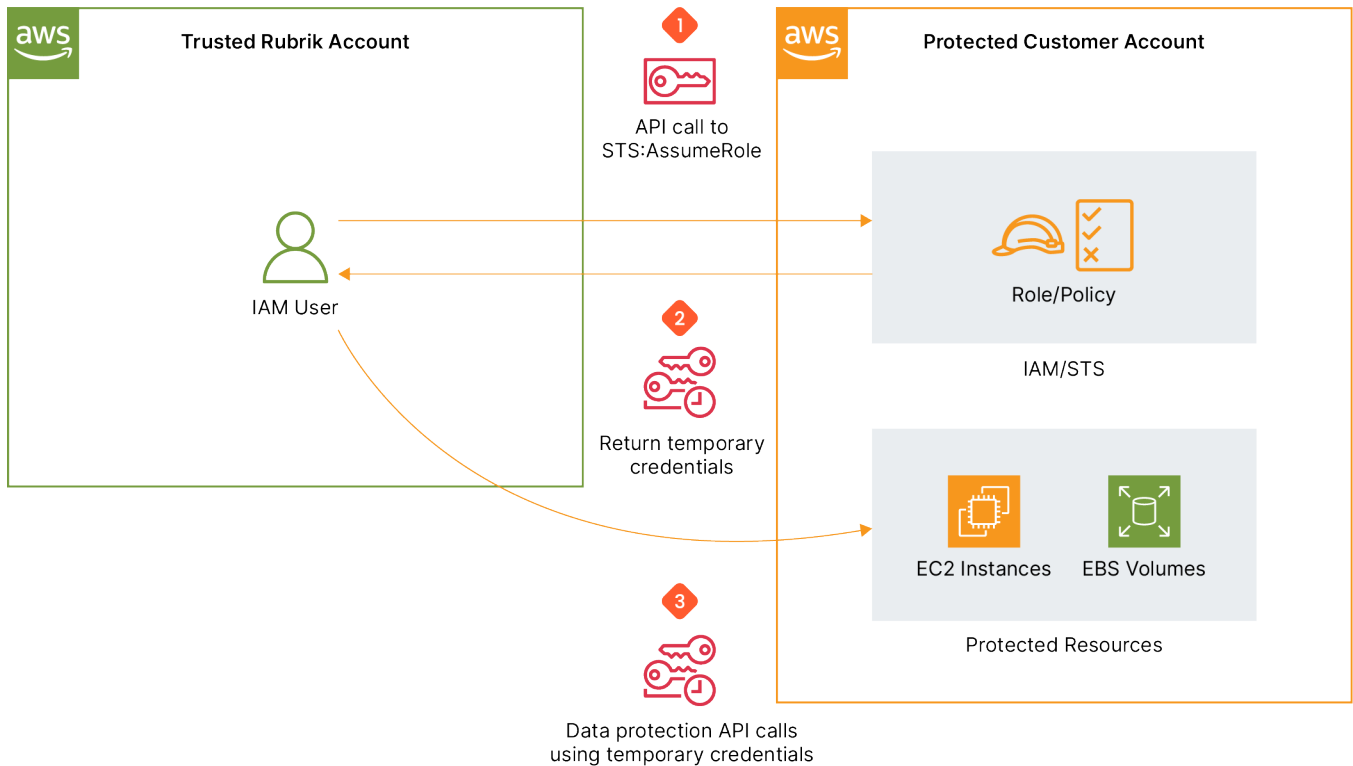 aws
Trusted Rubrik Account
1
API call to
STS:AssumeRole
aws
Protected Customer Account
IAM User
Role/Policy
IAM/STS
2
Return temporary
credentials
EC2 Instances
EBS Volumes
Protected Resources
3
Data protection API calls
using temporary credentials